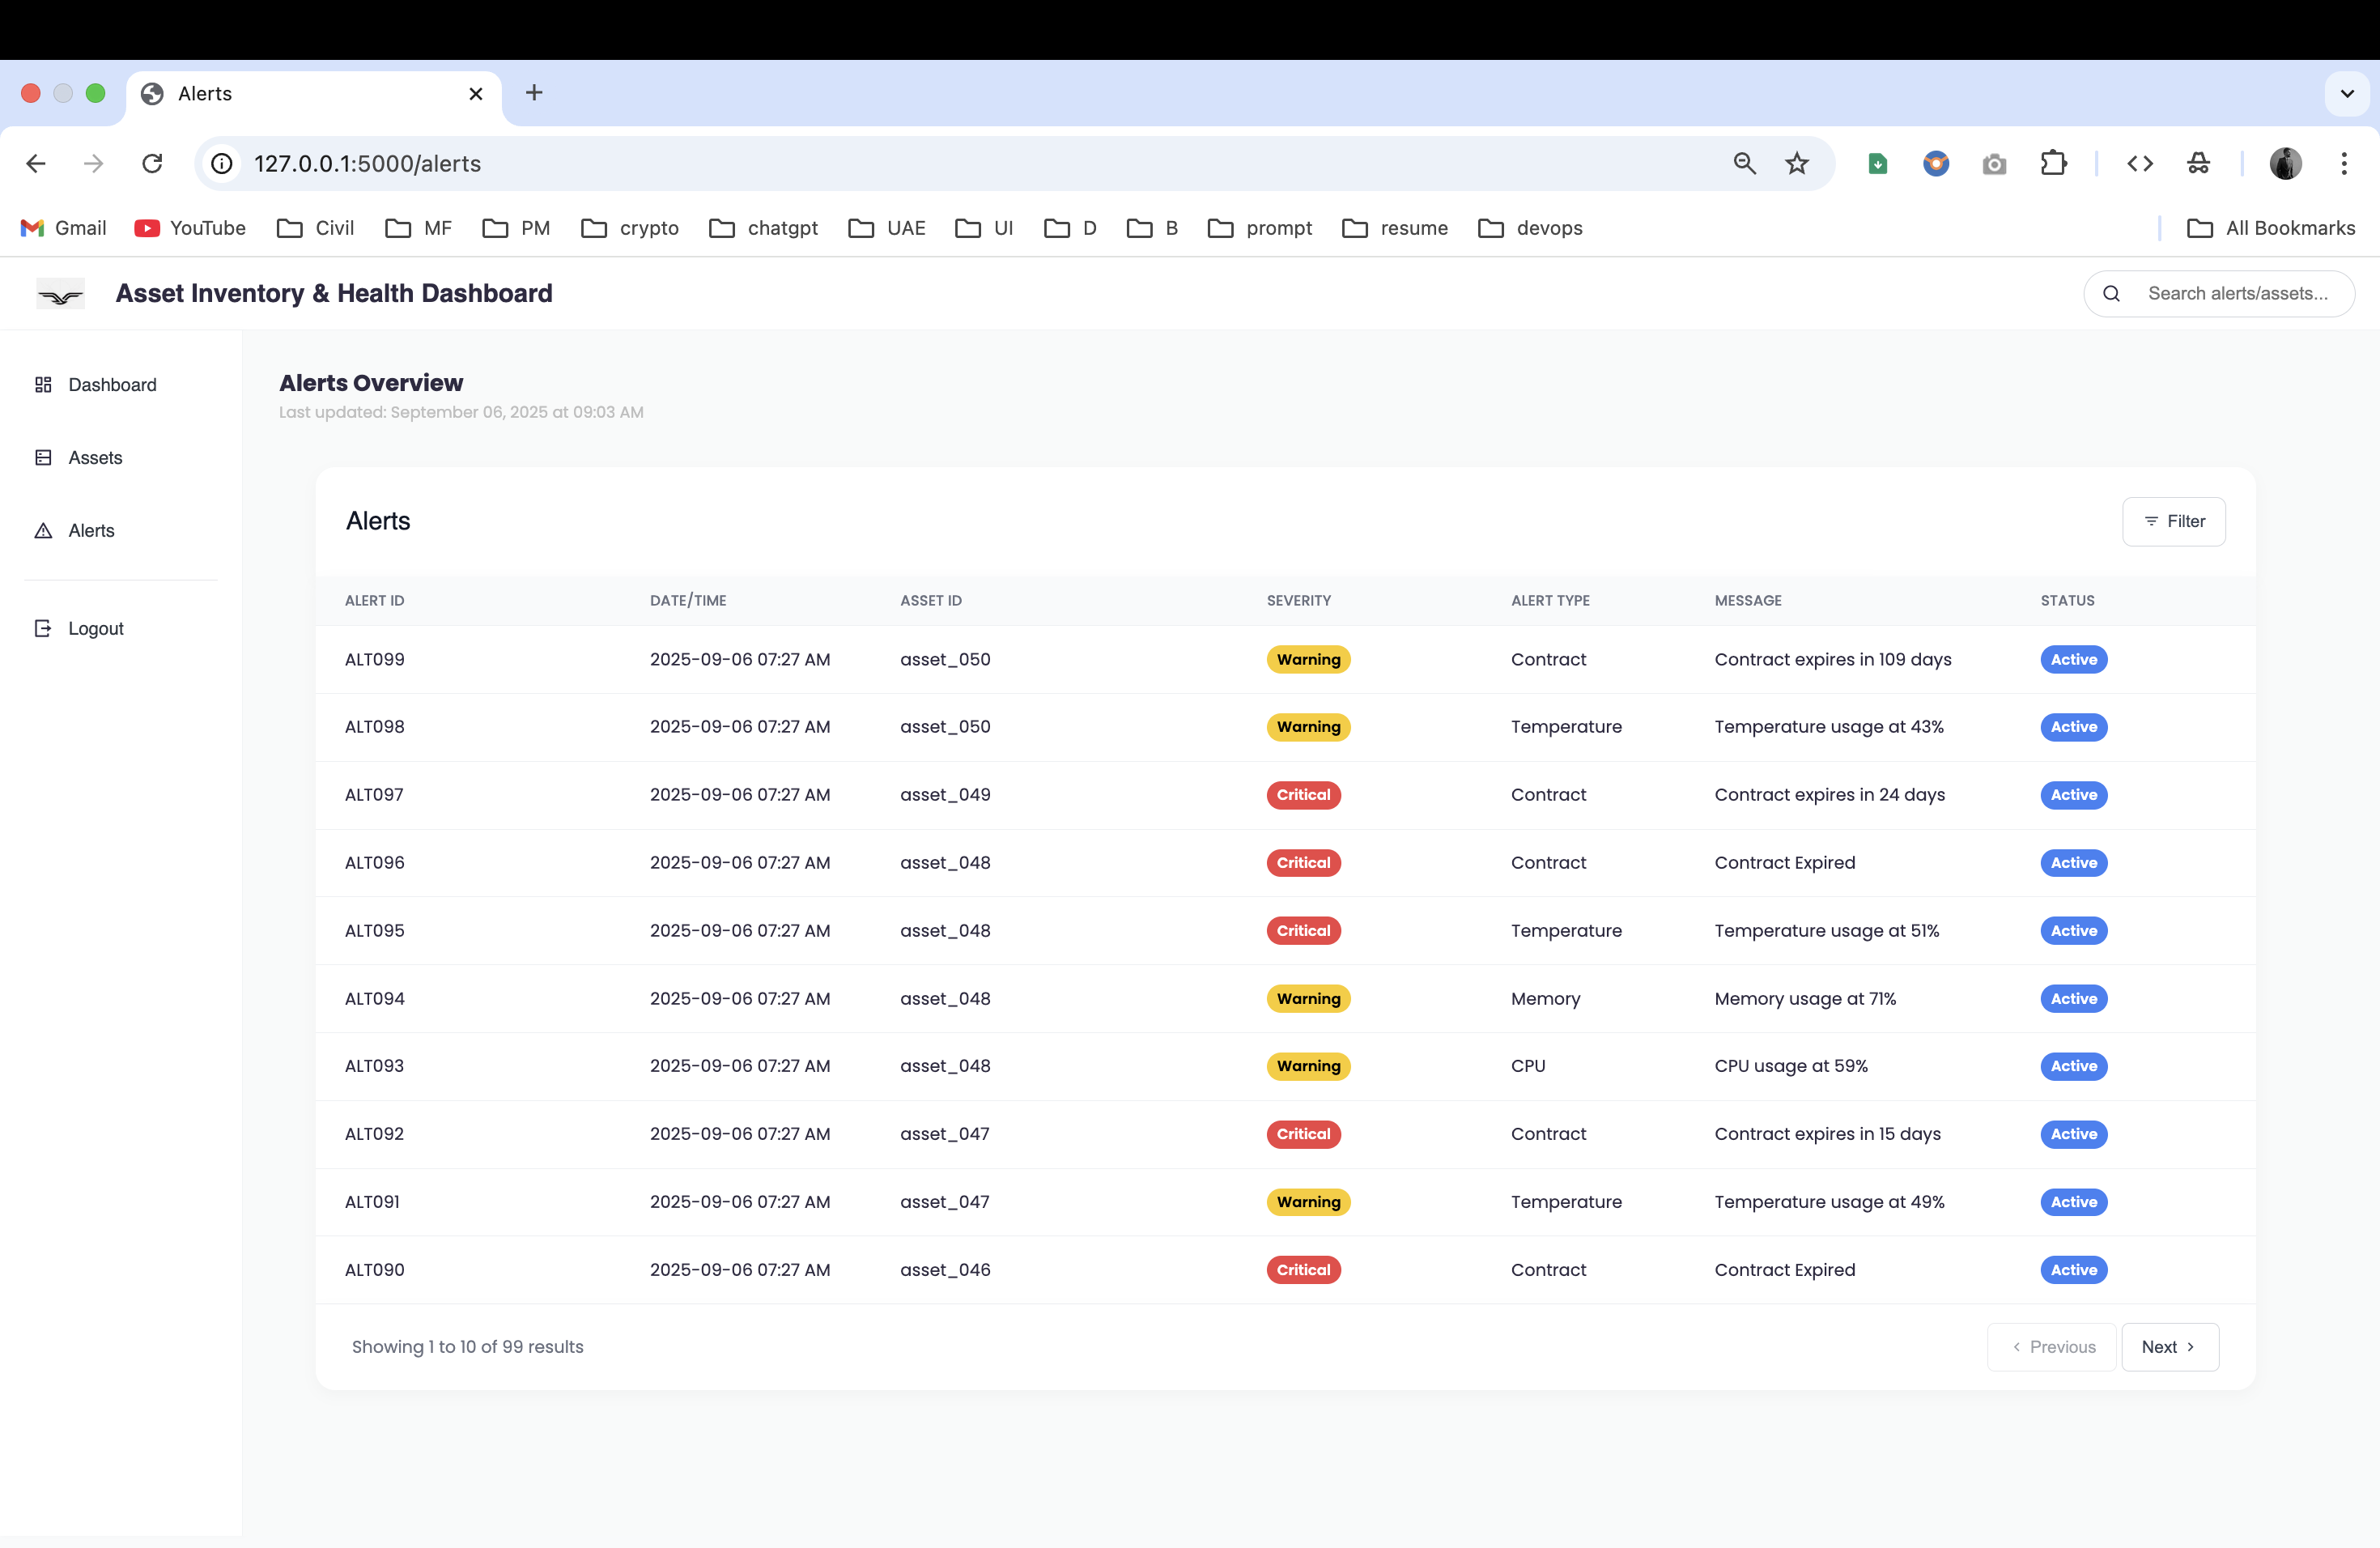 Alerts
127.0.0.1:5000/alerts
Gmail YouTube Civil MF PM crypto chatgpt UAE UI D B prompt resume devops All Bookmarks
Asset Inventory & Health Dashboard
Search alerts/assets...
Dashboard
Assets
Alerts
Logout
Alerts Overview
Last updated: September 06, 2025 at 09:03 AM
Alerts
Filter
ALERT ID DATE/TIME ASSET ID SEVERITY ALERT TYPE MESSAGE STATUS
ALT099 2025-09-06 07:27 AM asset_050 Warning Contract Contract expires in 109 days Active
ALT098 2025-09-06 07:27 AM asset_050 Warning Temperature Temperature usage at 43% Active
ALT097 2025-09-06 07:27 AM asset_049 Critical Contract Contract expires in 24 days Active
ALT096 2025-09-06 07:27 AM asset_048 Critical Contract Contract Expired Active
ALT095 2025-09-06 07:27 AM asset_048 Critical Temperature Temperature usage at 51% Active
ALT094 2025-09-06 07:27 AM asset_048 Warning Memory Memory usage at 71% Active
ALT093 2025-09-06 07:27 AM asset_048 Warning CPU CPU usage at 59% Active
ALT092 2025-09-06 07:27 AM asset_047 Critical Contract Contract expires in 15 days Active
ALT091 2025-09-06 07:27 AM asset_047 Warning Temperature Temperature usage at 49% Active
ALT090 2025-09-06 07:27 AM asset_046 Critical Contract Contract Expired Active
Showing 1 to 10 of 99 results
Previous Next